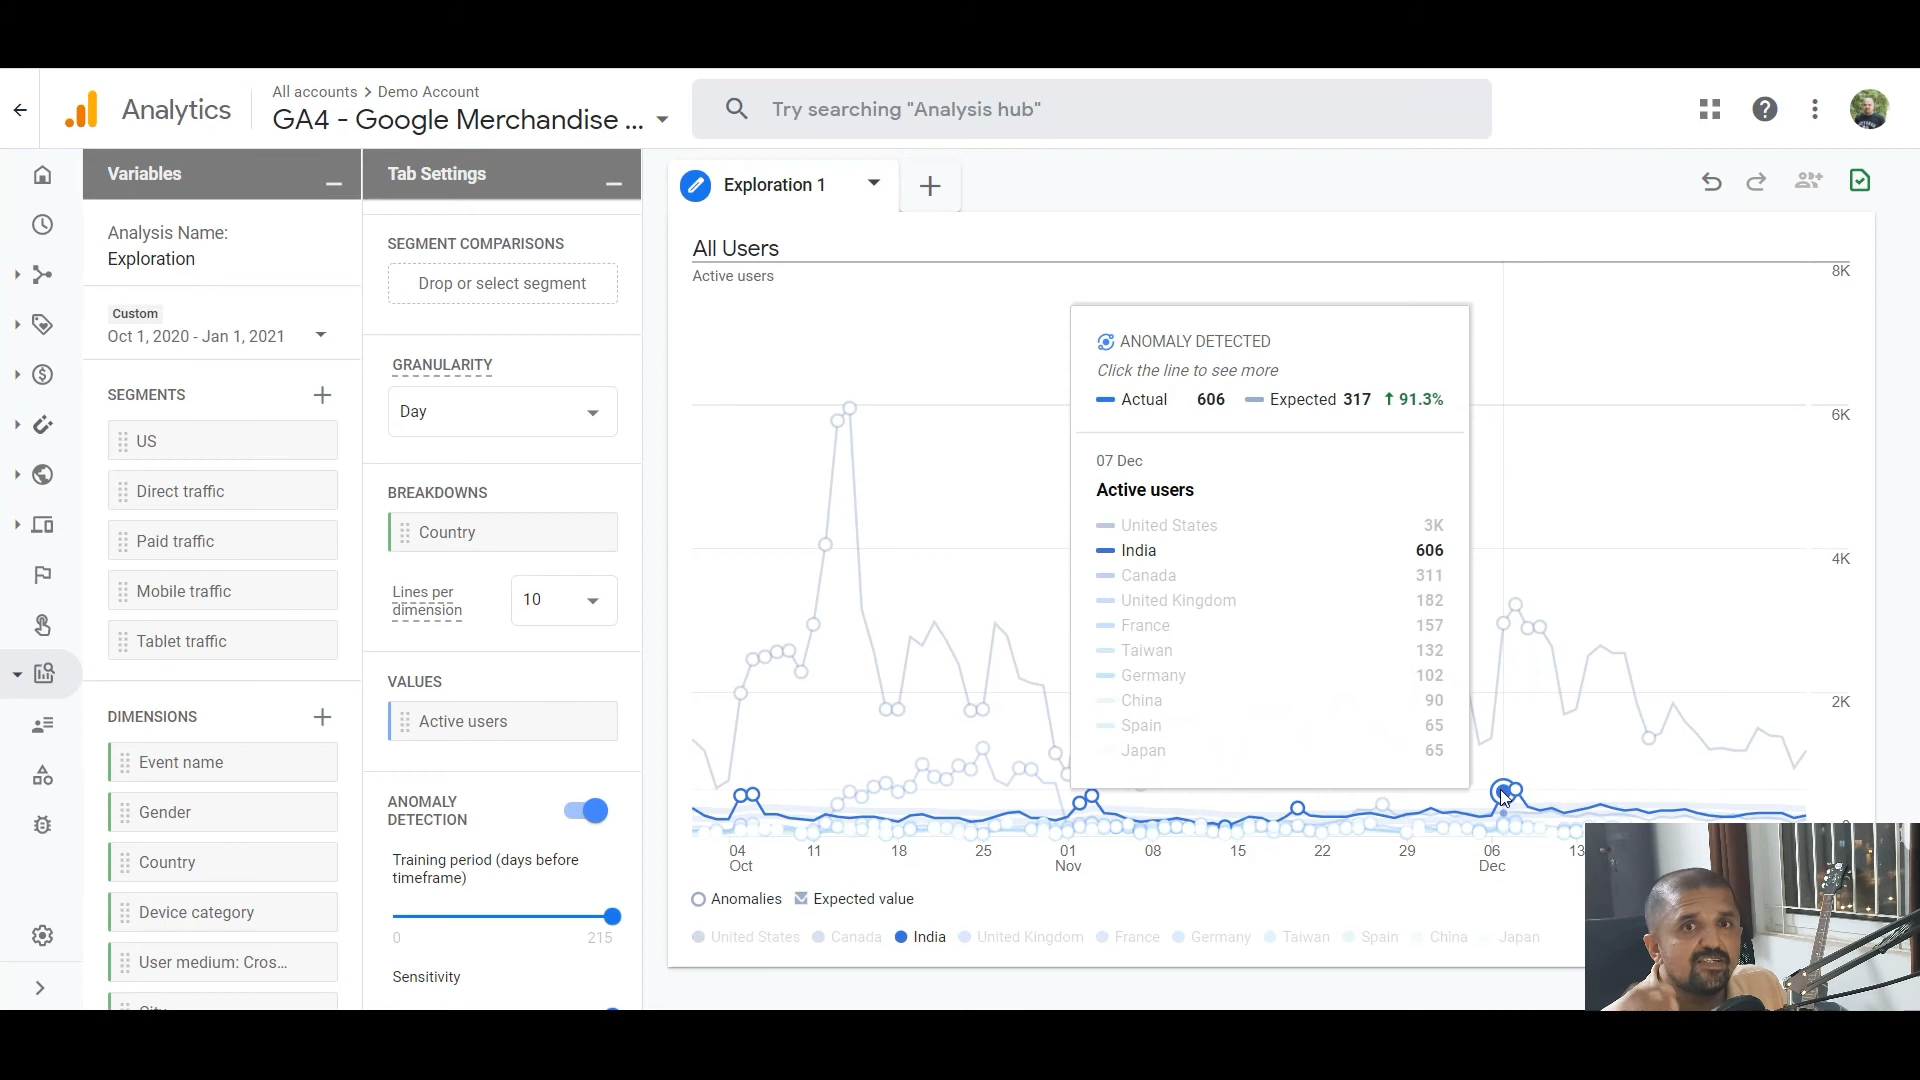 Analytics
All accounts > Demo Account
GA4 - Google Merchandise ...
Try searching "Analysis hub"
Variables
Analysis Name:
Exploration
Custom
Oct 1, 2020 - Jan 1, 2021
SEGMENTS
US
Direct traffic
Paid traffic
Mobile traffic
Tablet traffic
DIMENSIONS
Event name
Gender
Country
Device category
User medium: Cros...
City
Tab Settings
SEGMENT COMPARISONS
Drop or select segment
GRANULARITY
Day
BREAKDOWNS
Country
Lines per
dimension
10
VALUES
Active users
ANOMALY
DETECTION
Training period (days before
timeframe)
0 215
Sensitivity
Exploration 1
All Users
Active users
8K
6K
4K
2K
0
ANOMALY DETECTED
Click the line to see more
Actual 606 Expected 317 ↑ 91.3%
07 Dec
Active users
United States 3K
India 606
Canada 311
United Kingdom 182
France 157
Taiwan 132
Germany 102
China 90
Spain 65
Japan 65
04 11 18 25 01 08 15 22 29 06 13
Oct Nov Dec
Anomalies Expected value
United States Canada India United Kingdom France Germany Taiwan Spain China Japan